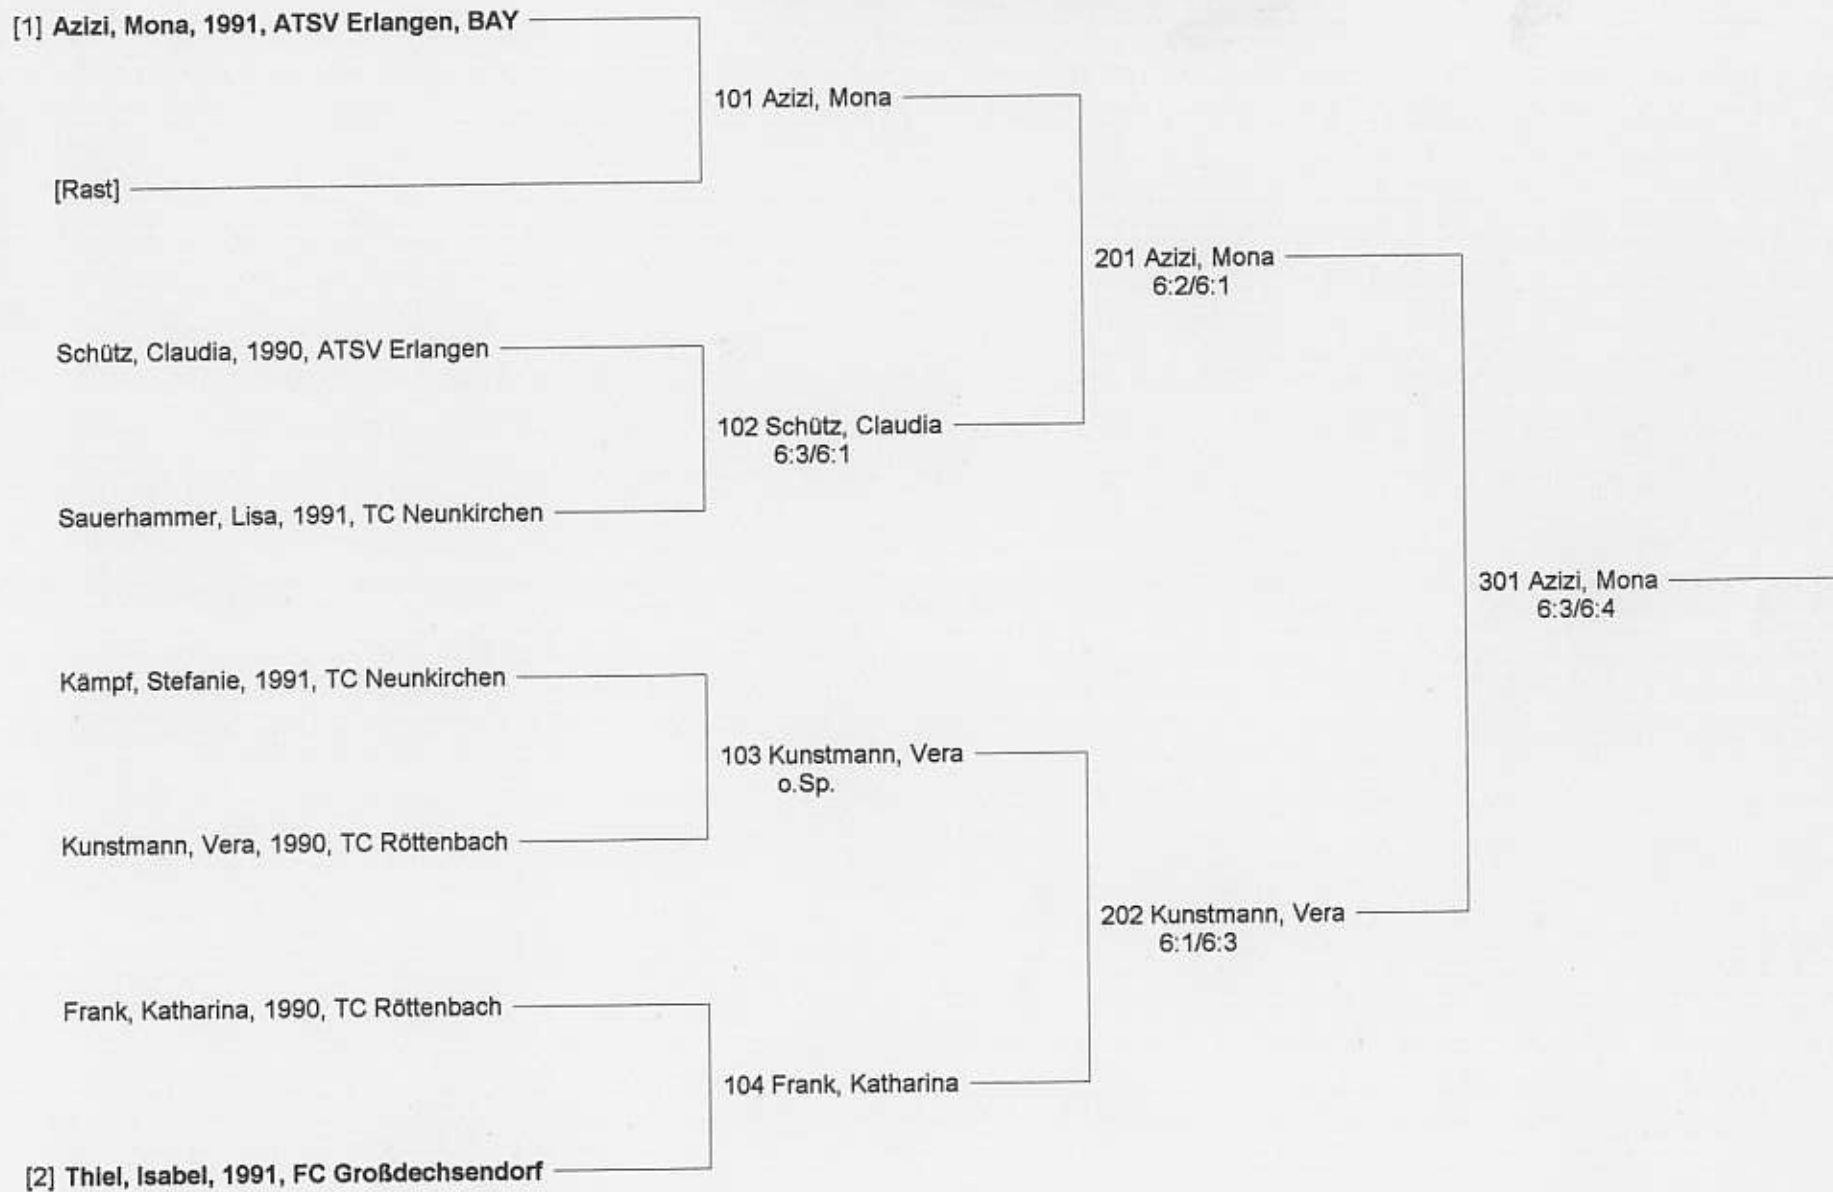 [1] Azizi, Mona, 1991, ATSV Erlangen, BAY
101 Azizi, Mona
[Rast]
201 Azizi, Mona
6:2/6:1
Schütz, Claudia, 1990, ATSV Erlangen
102 Schütz, Claudia
6:3/6:1
Sauerhammer, Lisa, 1991, TC Neunkirchen
301 Azizi, Mona
6:3/6:4
Kämpf, Stefanie, 1991, TC Neunkirchen
103 Kunstmann, Vera
o.Sp.
Kunstmann, Vera, 1990, TC Röttenbach
202 Kunstmann, Vera
6:1/6:3
Frank, Katharina, 1990, TC Röttenbach
104 Frank, Katharina
[2] Thiel, Isabel, 1991, FC Großdechsendorf